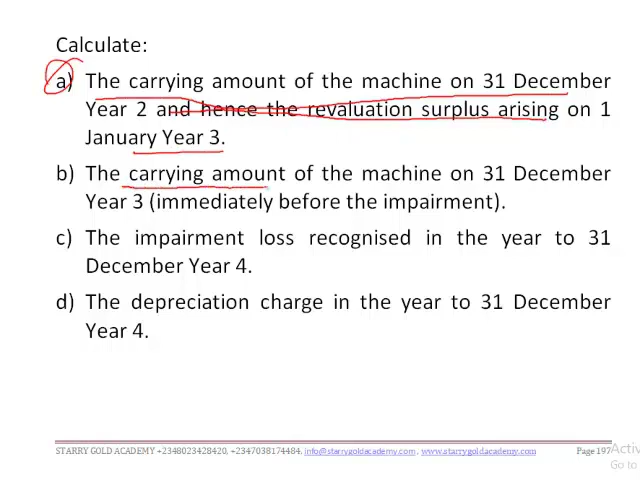 Calculate:
a) The carrying amount of the machine on 31 December
Year 2 and hence the revaluation surplus arising on 1
January Year 3.
b) The carrying amount of the machine on 31 December
Year 3 (immediately before the impairment).
c) The impairment loss recognised in the year to 31
December Year 4.
d) The depreciation charge in the year to 31 December
Year 4.
STARRY GOLD ACADEMY +2348023428420, +2347038174484, info@starrygoldacademy.com, www.starrygoldacademy.com Page 197
Activ
Go to